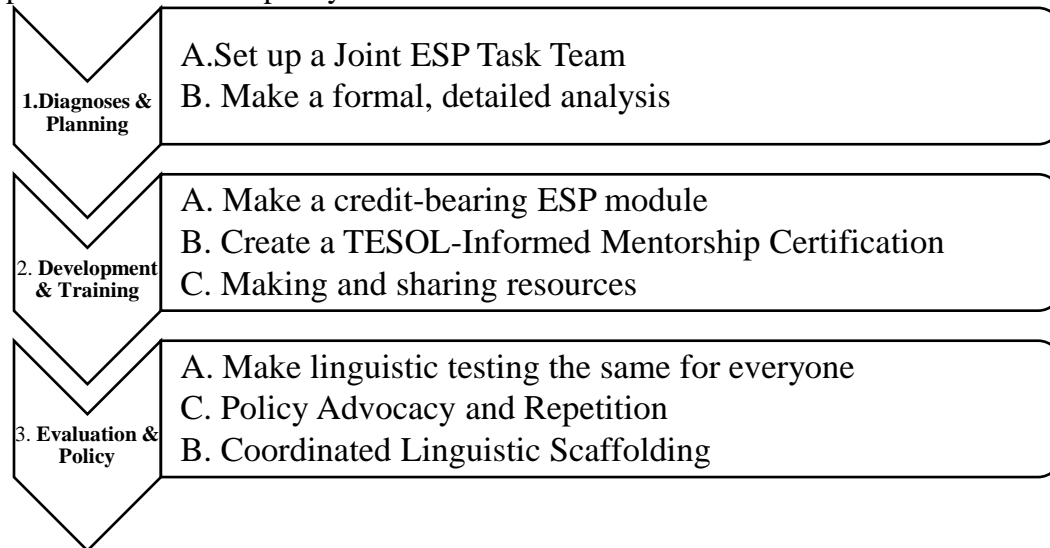 1.Diagnoses &
Planning
A.Set up a Joint ESP Task Team
B. Make a formal, detailed analysis
2. Development
& Training
A. Make a credit-bearing ESP module
B. Create a TESOL-Informed Mentorship Certification
C. Making and sharing resources
3. Evaluation &
Policy
A. Make linguistic testing the same for everyone
C. Policy Advocacy and Repetition
B. Coordinated Linguistic Scaffolding